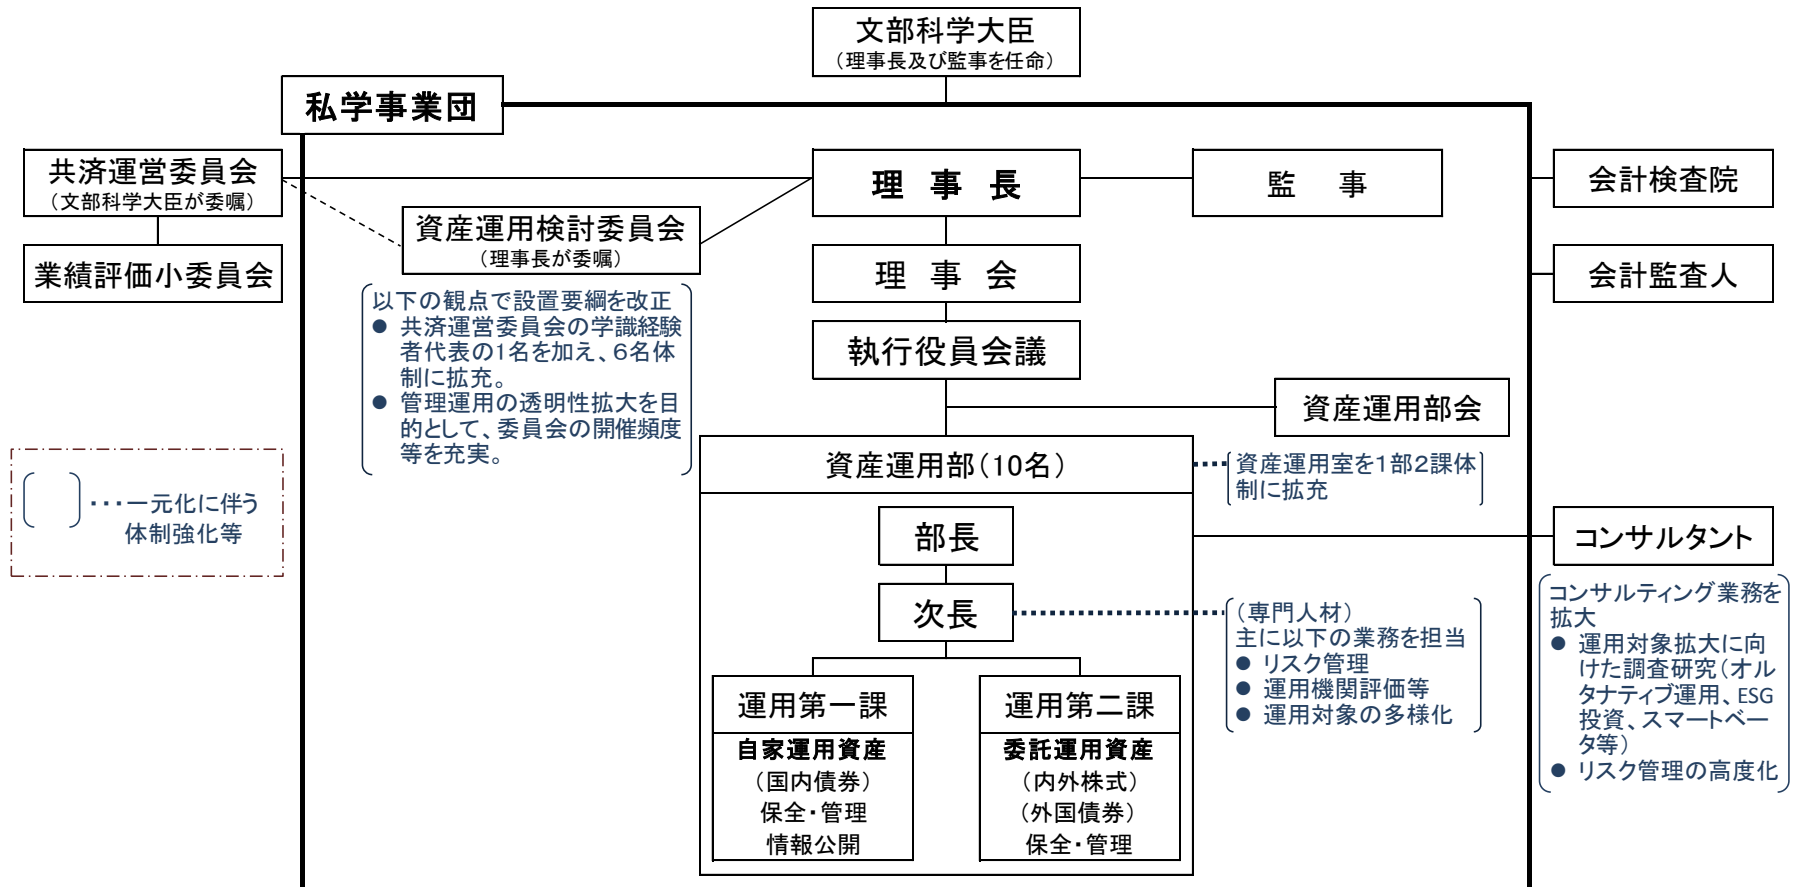 文部科学大臣
（理事長及び監事を任命）
私学事業団
共済運営委員会
（文部科学大臣が委嘱）
業績評価小委員会
資産運用検討委員会
（理事長が委嘱）
以下の観点で設置要綱を改正
● 共済運営委員会の学識経験
者代表の1名を加え、６名体
制に拡充。
● 管理運用の透明性拡大を目
的として、委員会の開催頻度
等を充実。
理 事 長
監 事
理 事 会
執行役員会議
資産運用部会
会計検査院
会計監査人
・・・一元化に伴う
体制強化等
資産運用部（10名）
資産運用室を１部２課体
制に拡充
部長
次長
（専門人材）
主に以下の業務を担当
● リスク管理
● 運用機関評価等
● 運用対象の多様化
コンサルタント
コンサルティング業務を
拡大
● 運用対象拡大に向
けた調査研究（オル
タナティブ運用、ESG
投資、スマートベー
タ等）
● リスク管理の高度化
運用第一課
自家運用資産
（国内債券）
保全・管理
情報公開
運用第二課
委託運用資産
（内外株式）
（外国債券）
保全・管理